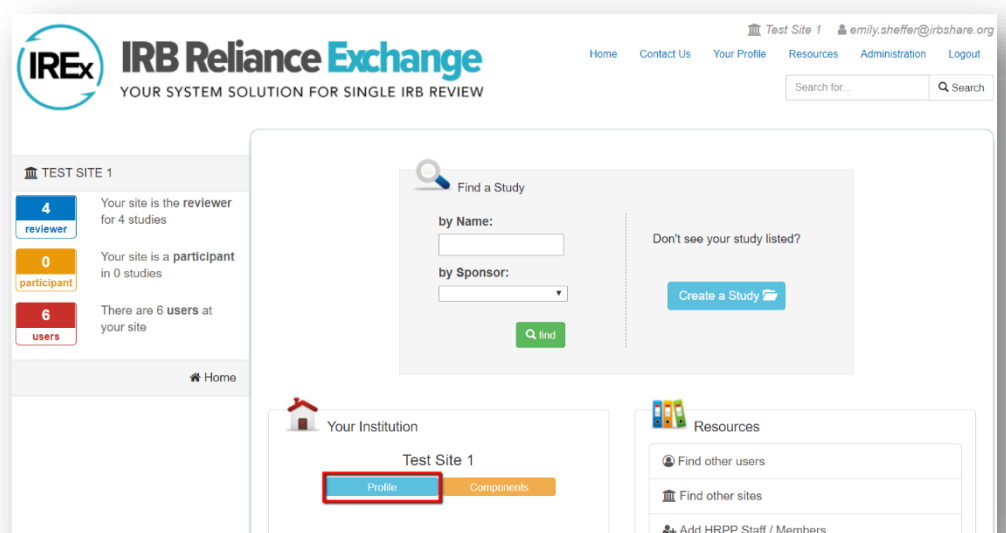 Test Site 1 emily.sheffer@irbshare.org
IREx
IRB Reliance Exchange
YOUR SYSTEM SOLUTION FOR SINGLE IRB REVIEW
Home Contact Us Your Profile Resources Administration Logout
Search for... Search
TEST SITE 1
4
reviewer
Your site is the reviewer
for 4 studies
0
participant
Your site is a participant
in 0 studies
6
users
There are 6 users at
your site
Home
Find a Study
by Name:
by Sponsor:
find
Don't see your study listed?
Create a Study
Your Institution
Test Site 1
Profile Components
Resources
Find other users
Find other sites
Add HRPP Staff / Members